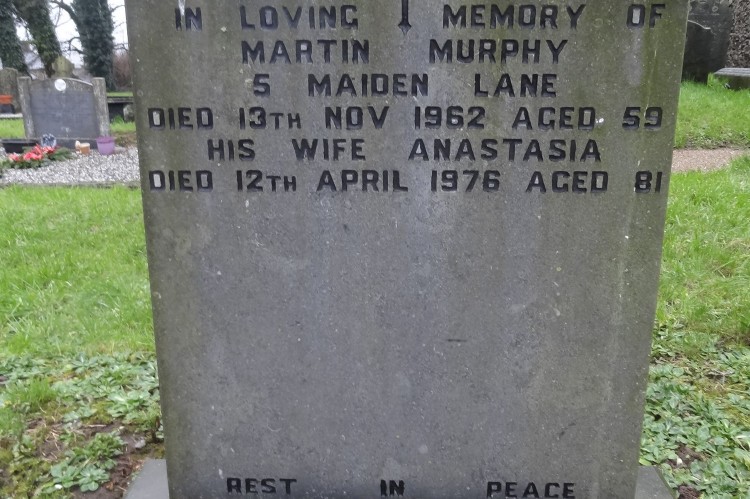 IN LOVING MEMORY OF
MARTIN MURPHY
5 MAIDEN LANE
DIED 13TH NOV 1962 AGED 59
HIS WIFE ANASTASIA
DIED 12TH APRIL 1976 AGED 81
REST IN PEACE